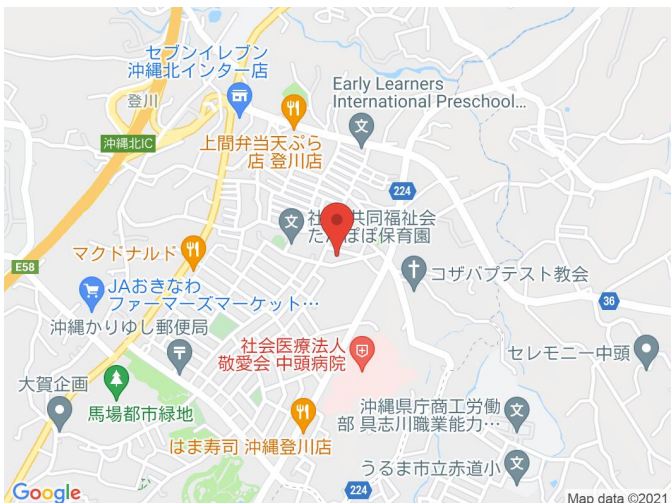 セブンイレブン
沖縄北インター店
登川
Early Learners
International Preschool...
沖縄北IC
上間弁当天ぷら
店 登川店
224
社
共同福祉会
た
ぽぽ保育園
マクドナルド
コザバプテスト教会
E58
JAおきなわ
ファーマーズマーケット…
36
沖縄かりゆし郵便局
社会医療法人
敬愛会 中頭病院
セレモニー中頭
大賀企画
馬場都市緑地
沖縄県庁商工労働
部 具志川職業能力…
はま寿司 沖縄登川店
うるま市立赤道小
224
Google
Map data ©2021